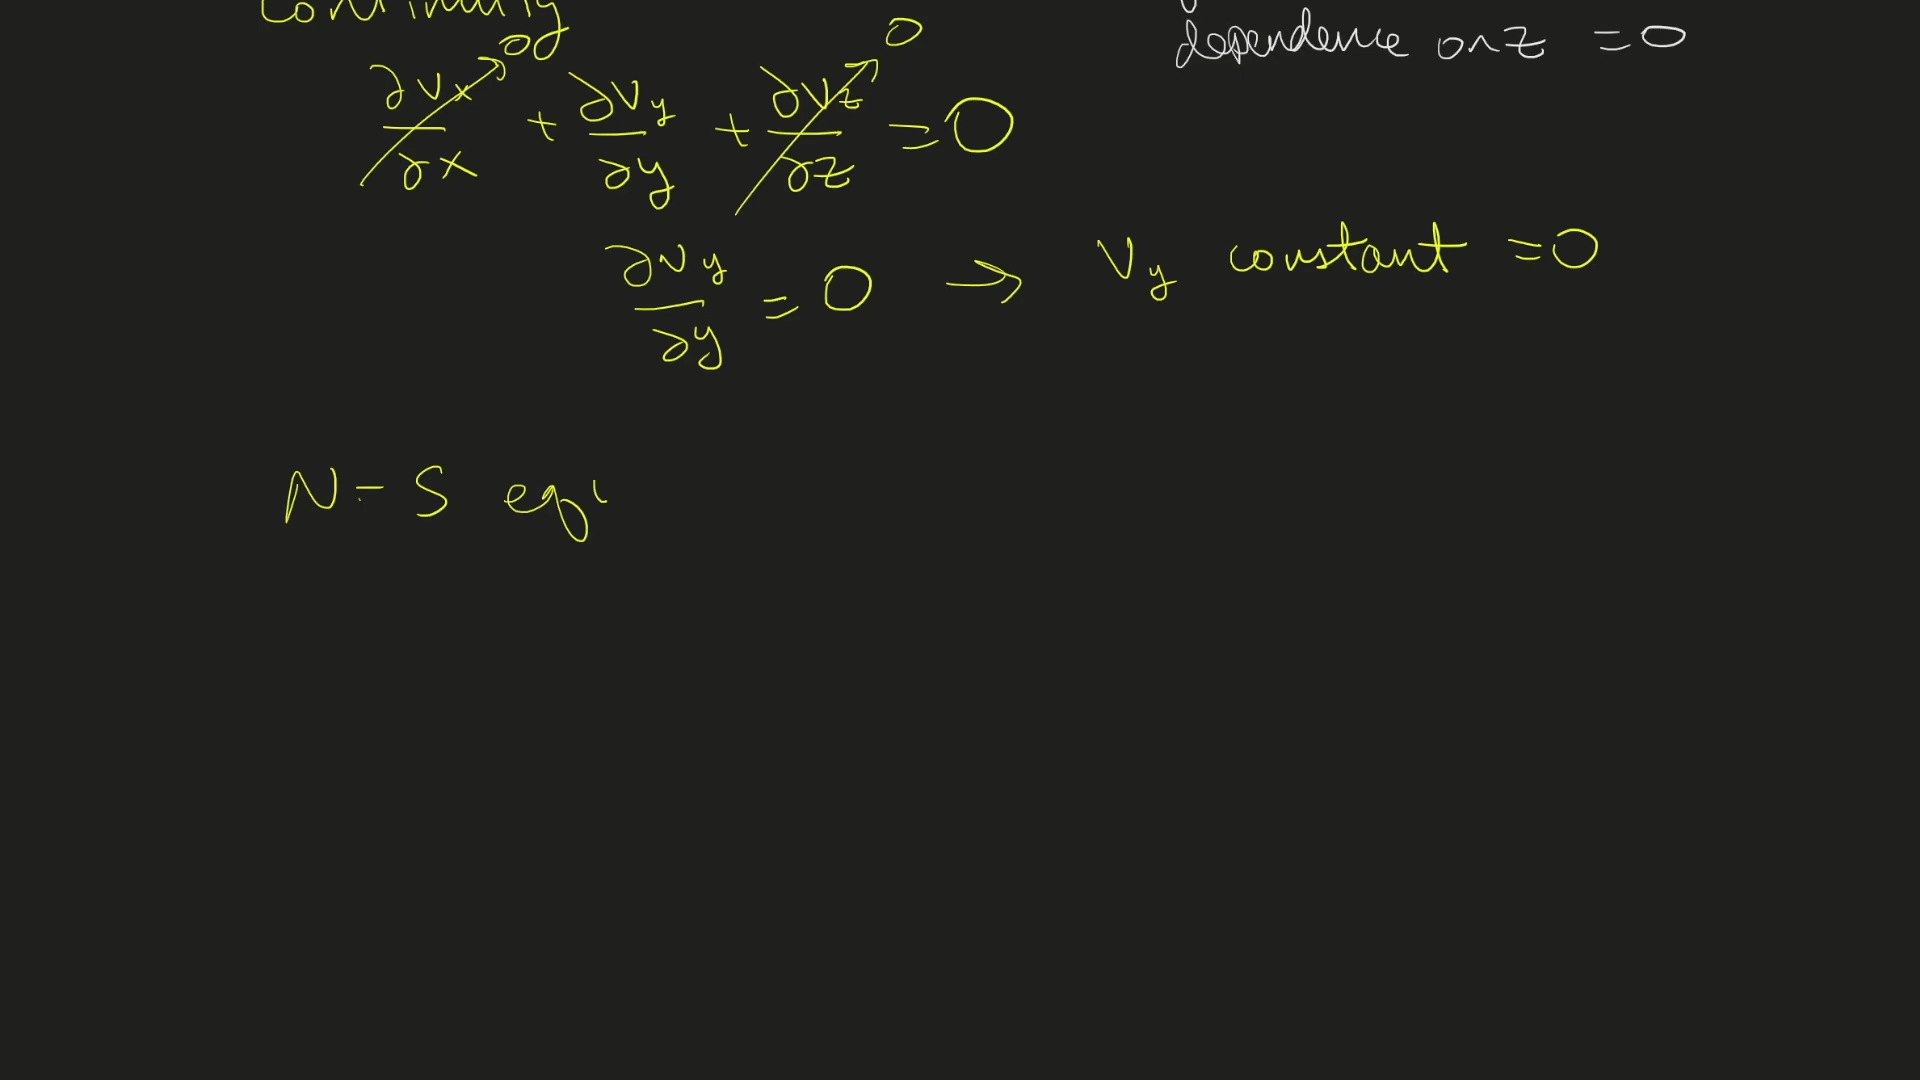 Continuity
dependence on z = 0
∂Vx/∂x → 0 + ∂Vy/∂y + ∂Vz/∂z → 0 = 0
∂Vy/∂y = 0 → Vy constant = 0
N-S eq